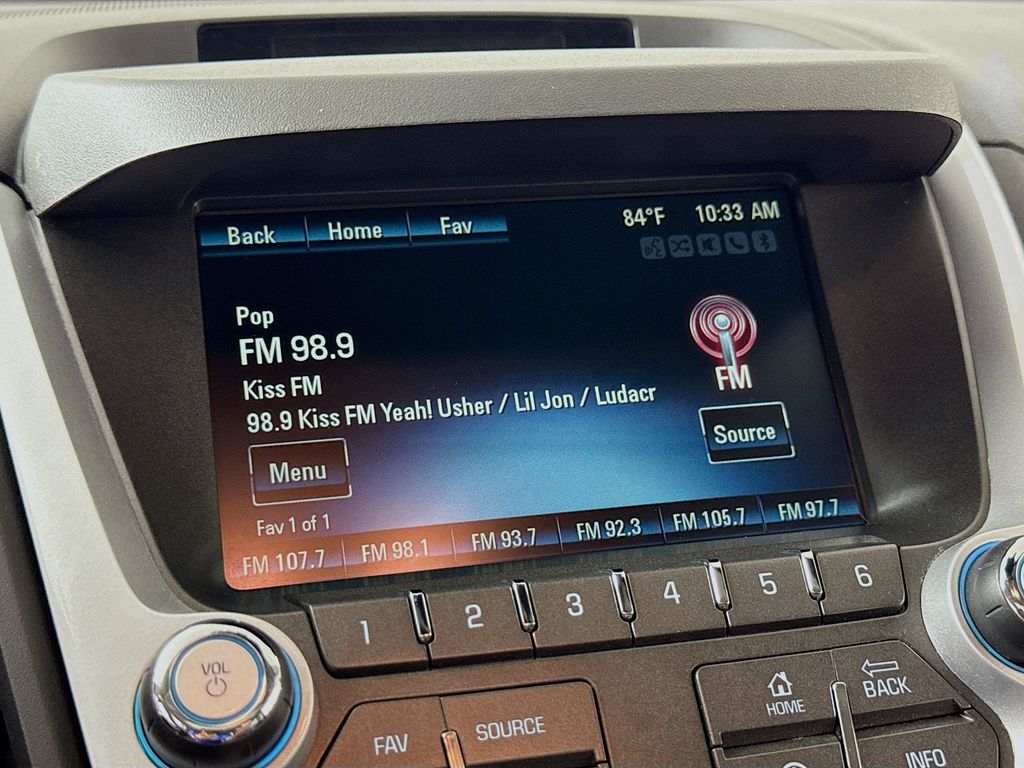 Back Home Fav 84°F 10:33 AM
Pop
FM 98.9
Kiss FM
98.9 Kiss FM Yeah! Usher / Lil Jon / Ludacr
FM
Menu Source
Fav 1 of 1
FM 107.7 FM 98.1 FM 93.7 FM 92.3 FM 105.7 FM 97.7
1 2 3 4 5 6
VOL
FAV SOURCE
HOME BACK
INFO